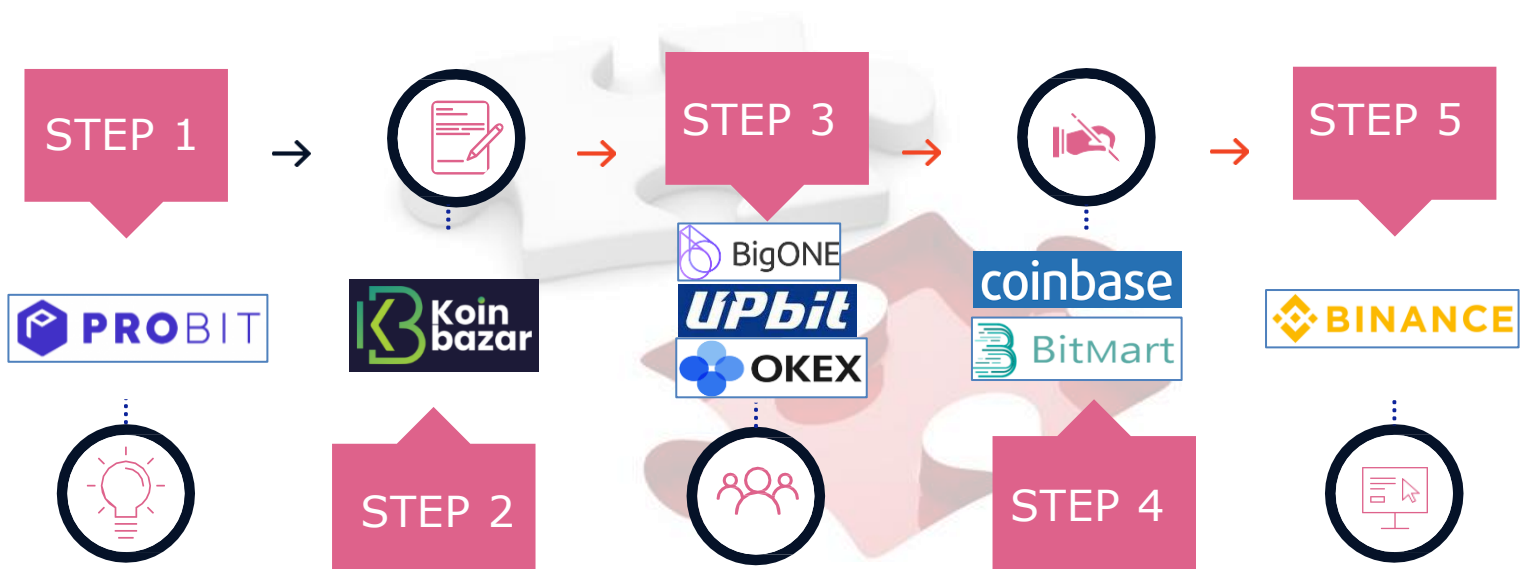 STEP 1
PROBIT
Koin
bazar
STEP 2
STEP 3
BigONE
UPbit
OKEX
coinbase
BitMart
STEP 4
STEP 5
BINANCE